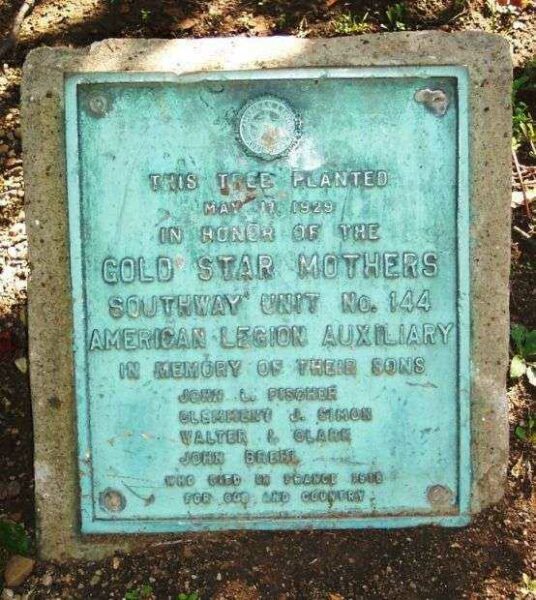 THIS TREE PLANTED
MAY 17, 1929
IN HONOR OF THE
GOLD STAR MOTHERS
SOUTHWAY UNIT No. 144
AMERICAN LEGION AUXILIARY
IN MEMORY OF THEIR SONS
JOHN L. FISCHER
CLEMMENT J. SIMON
WALTER I. CLARK
JOHN BREHL
WHO DIED IN FRANCE 1918
FOR GOD AND COUNTRY